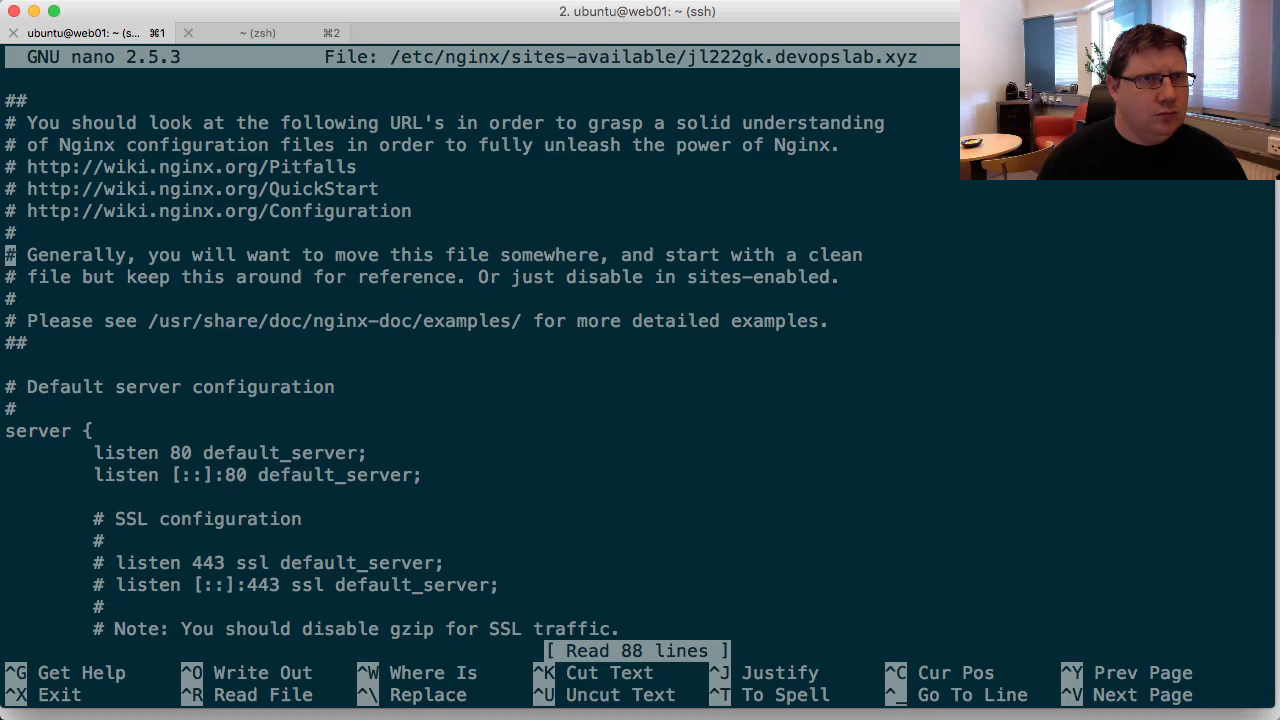 2. ubuntu@web01: ~ (ssh)
ubuntu@web01: ~ (s... ⌘1
~ (zsh) ⌘2
GNU nano 2.5.3 File: /etc/nginx/sites-available/jl222gk.devopslab.xyz
##
# You should look at the following URL's in order to grasp a solid understanding
# of Nginx configuration files in order to fully unleash the power of Nginx.
# http://wiki.nginx.org/Pitfalls
# http://wiki.nginx.org/QuickStart
# http://wiki.nginx.org/Configuration
#
# Generally, you will want to move this file somewhere, and start with a clean
# file but keep this around for reference. Or just disable in sites-enabled.
#
# Please see /usr/share/doc/nginx-doc/examples/ for more detailed examples.
##
# Default server configuration
#
server {
listen 80 default_server;
listen [::]:80 default_server;
# SSL configuration
#
# listen 443 ssl default_server;
# listen [::]:443 ssl default_server;
#
# Note: You should disable gzip for SSL traffic.
[ Read 88 lines ]
^G Get Help ^O Write Out ^W Where Is ^K Cut Text ^J Justify ^C Cur Pos ^Y Prev Page
^X Exit ^R Read File ^\ Replace ^U Uncut Text ^T To Spell ^_ Go To Line ^V Next Page